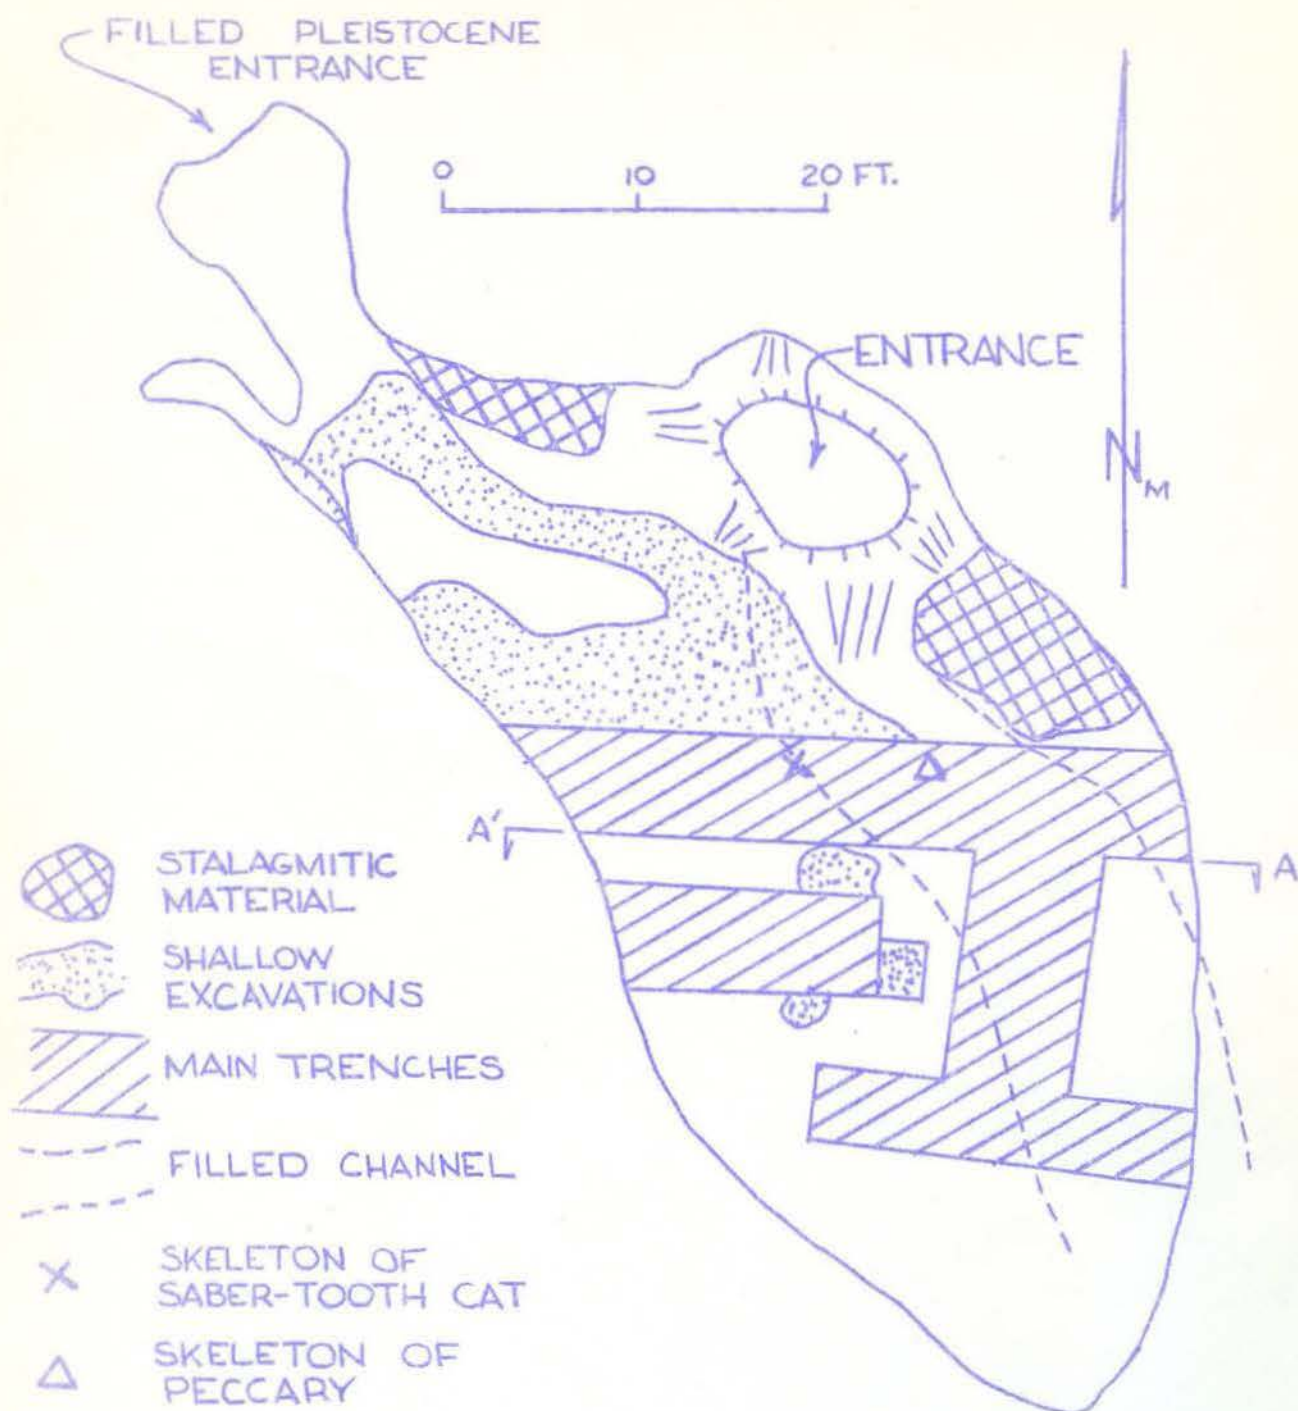 FILLED PLEISTOCENE
ENTRANCE
0 10 20 FT.
ENTRANCE
N M
A' A
STALAGMITIC
MATERIAL
SHALLOW
EXCAVATIONS
MAIN TRENCHES
FILLED CHANNEL
SKELETON OF
SABER-TOOTH CAT
SKELETON OF
PECCARY